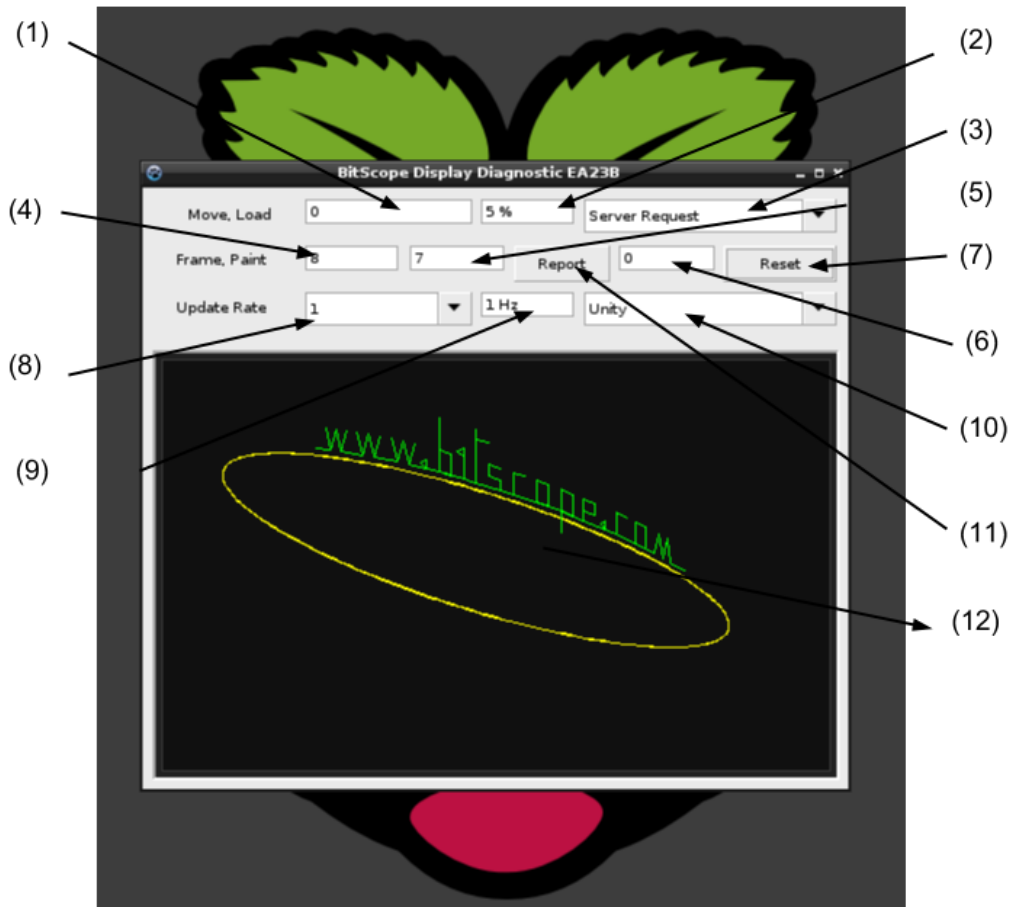 (1)
(2)
(3)
BitScope Display Diagnostic EA23B
(4)
(5)
Move, Load 0 5 % Server Request
Frame, Paint 8 7 Report 0 Reset
(7)
Update Rate 1 1 Hz Unity
(8)
(6)
(9)
(10)
www.bitscope.com
(11)
(12)